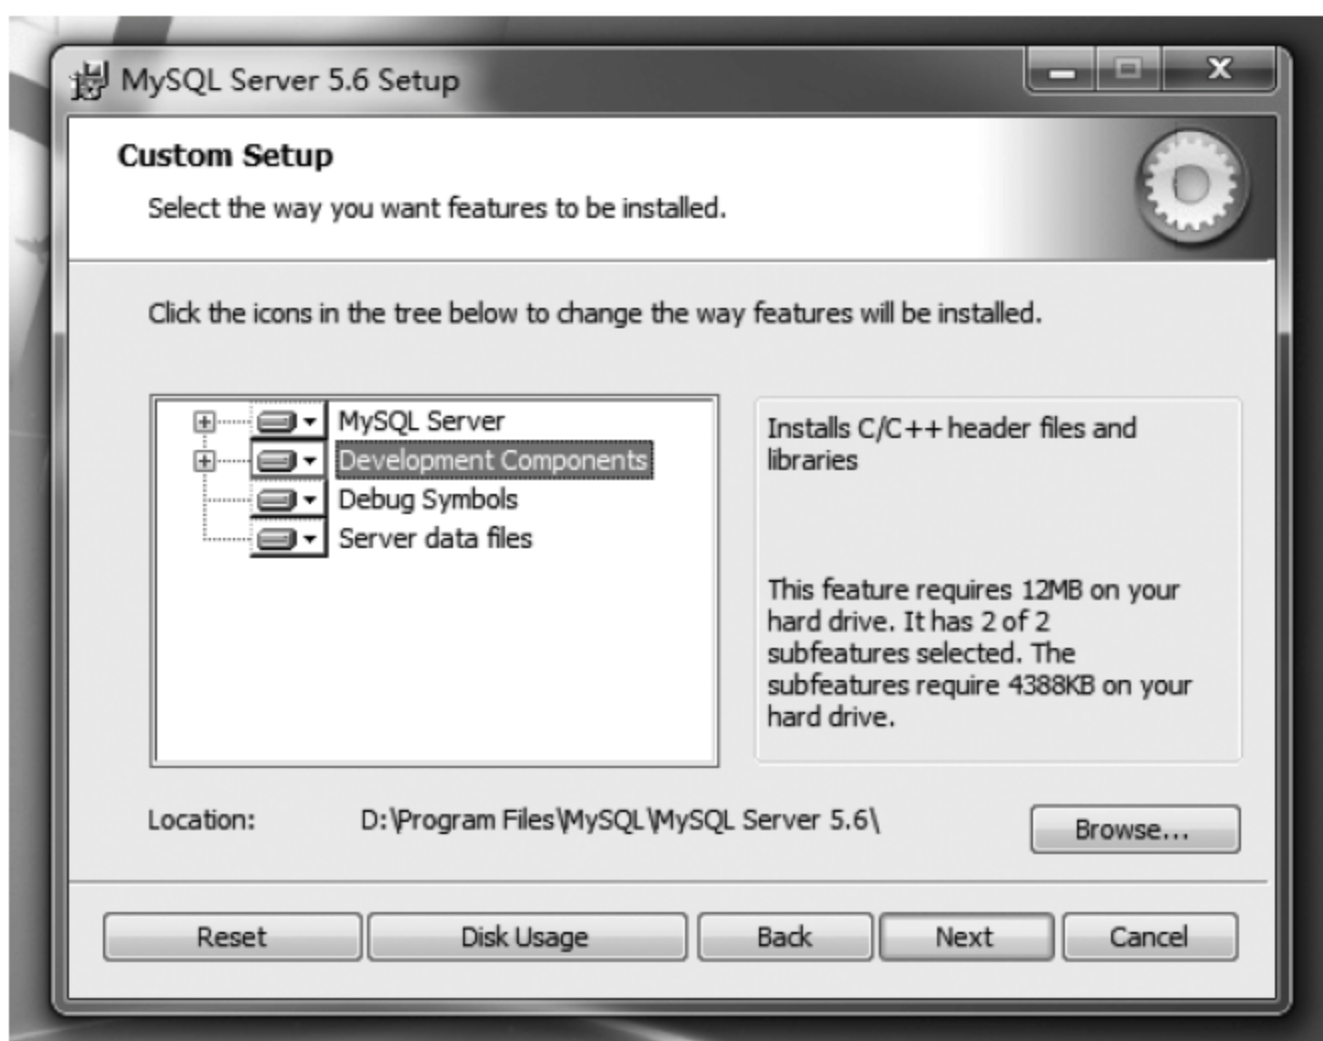 MySQL Server 5.6 Setup
Custom Setup
Select the way you want features to be installed.
Click the icons in the tree below to change the way features will be installed.
MySQL Server
Development Components
Debug Symbols
Server data files
Installs C/C++ header files and
libraries
This feature requires 12MB on your
hard drive. It has 2 of 2
subfeatures selected. The
subfeatures require 4388KB on your
hard drive.
Location: D:\Program Files\MySQL\MySQL Server 5.6\
Browse...
Reset Disk Usage Back Next Cancel